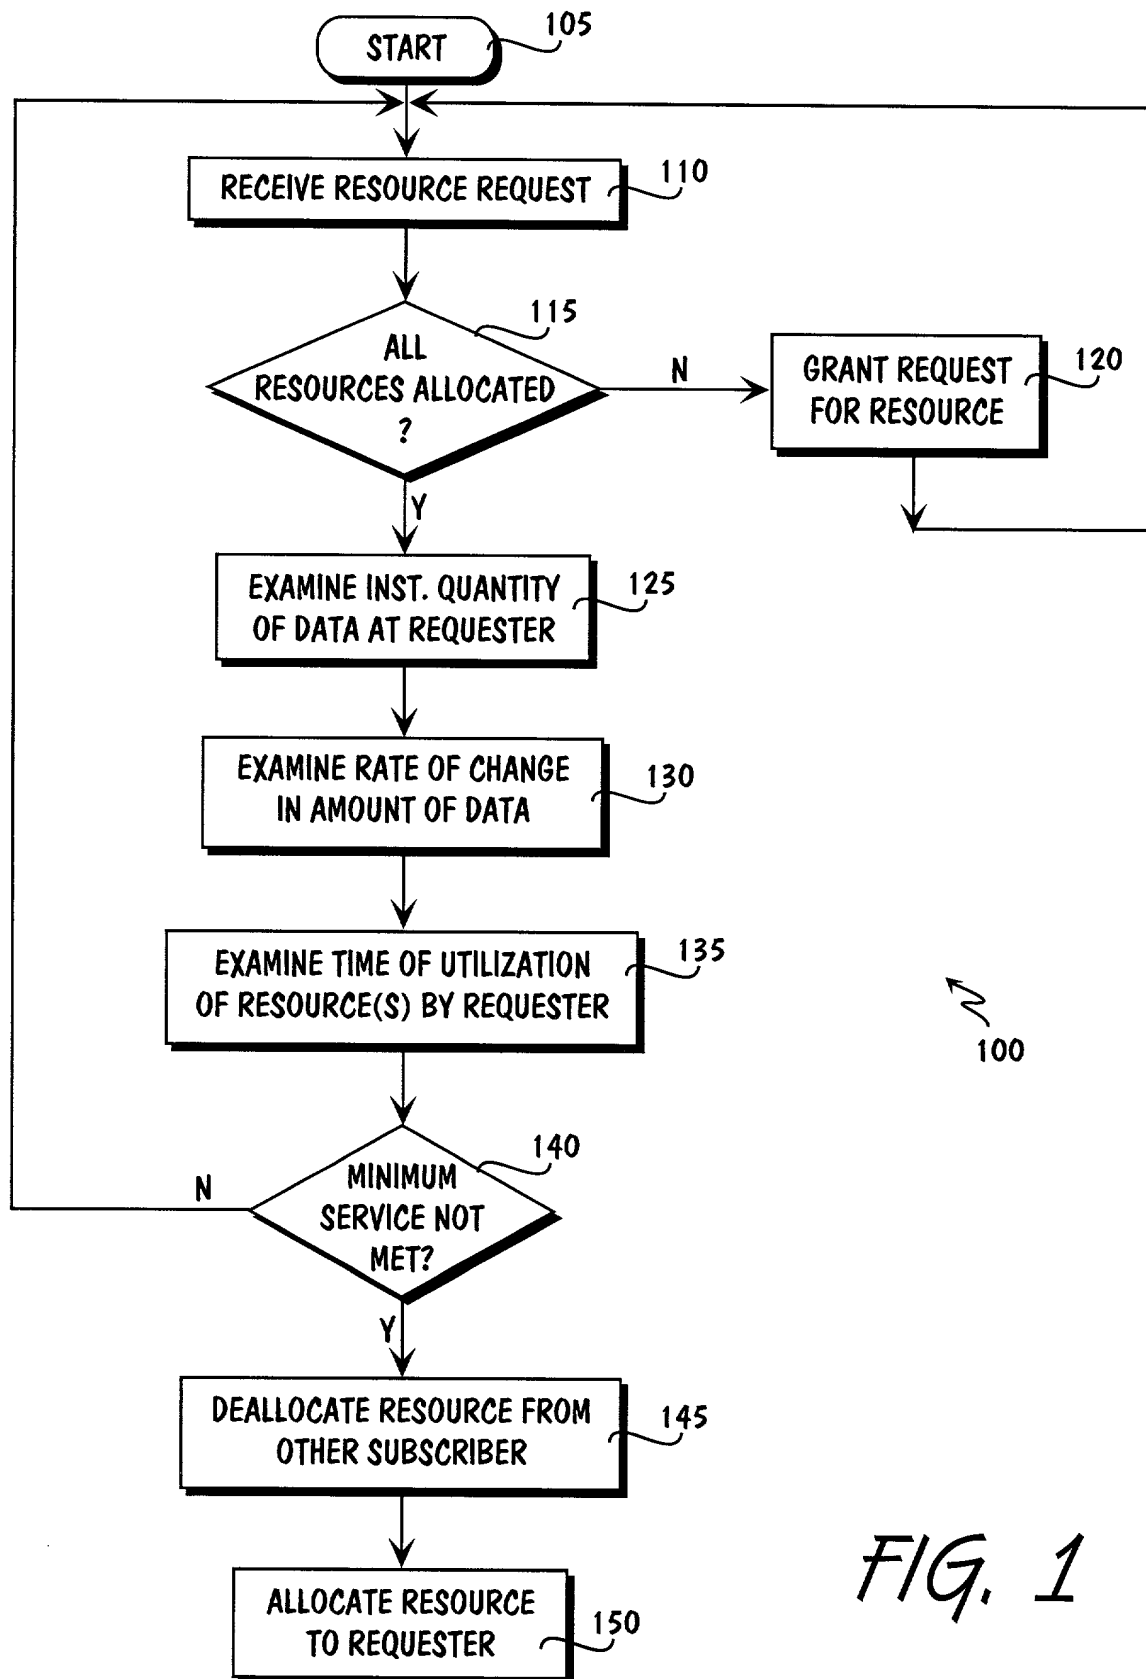 START
105
RECEIVE RESOURCE REQUEST
110
ALL
RESOURCES ALLOCATED
?
115
N
GRANT REQUEST
FOR RESOURCE
120
Y
EXAMINE INST. QUANTITY
OF DATA AT REQUESTER
125
EXAMINE RATE OF CHANGE
IN AMOUNT OF DATA
130
EXAMINE TIME OF UTILIZATION
OF RESOURCE(S) BY REQUESTER
135
100
MINIMUM
SERVICE NOT
MET?
140
N
Y
DEALLOCATE RESOURCE FROM
OTHER SUBSCRIBER
145
ALLOCATE RESOURCE
TO REQUESTER
150
FIG. 1